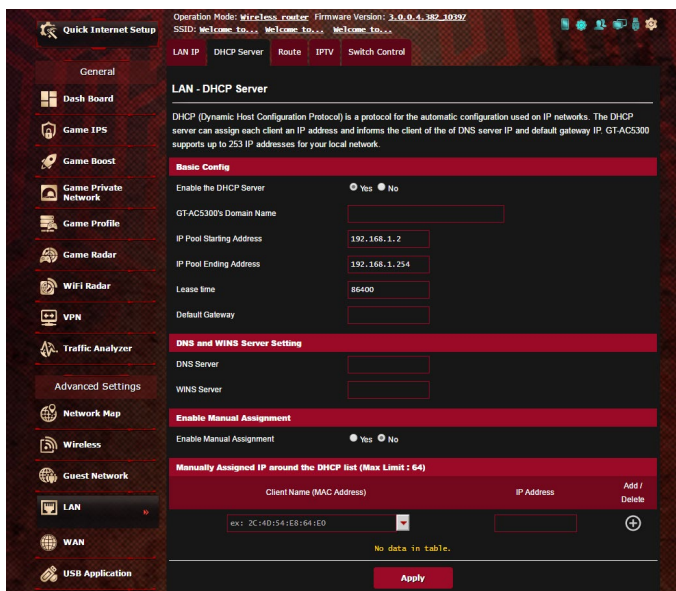 Quick Internet Setup
General
Dash Board
Game IPS
Game Boost
Game Private
Network
Game Profile
Game Radar
WiFi Radar
VPN
Traffic Analyzer
Advanced Settings
Network Map
Wireless
Guest Network
LAN
WAN
USB Application
Operation Mode: Wireless router Firmware Version: 3.0.0.4.382_10397
SSID: Welcome to... Welcome to... Welcome to...
LAN IP DHCP Server Route IPTV Switch Control
LAN - DHCP Server
DHCP (Dynamic Host Configuration Protocol) is a protocol for the automatic configuration used on IP networks. The DHCP
server can assign each client an IP address and informs the client of the of DNS server IP and default gateway IP. GT-AC5300
supports up to 253 IP addresses for your local network.
Basic Config
Enable the DHCP Server Yes No
GT-AC5300's Domain Name
IP Pool Starting Address 192.168.1.2
IP Pool Ending Address 192.168.1.254
Lease time 86400
Default Gateway
DNS and WINS Server Setting
DNS Server
WINS Server
Enable Manual Assignment
Enable Manual Assignment Yes No
Manually Assigned IP around the DHCP list (Max Limit : 64)
Client Name (MAC Address) IP Address Add /
Delete
ex: 2C:4D:54:E8:64:E0
No data in table.
Apply